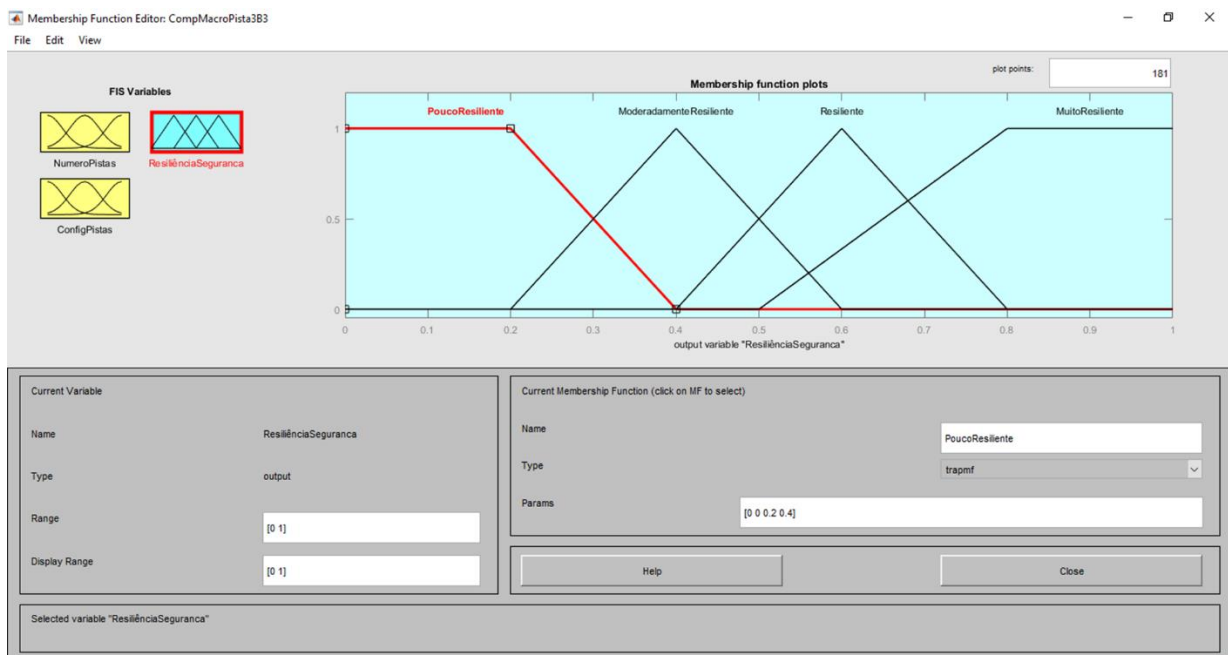 Membership Function Editor: CompMacroPista3B3
File Edit View
FIS Variables
NumeroPistas
ResiliênciaSeguranca
ConfigPistas
plot points:
181
Membership function plots
PoucoResiliente ModeradamenteResiliente Resiliente MuitoResiliente
1
0.5
0
0 0.1 0.2 0.3 0.4 0.5 0.6 0.7 0.8 0.9 1
output variable "ResiliênciaSeguranca"
Current Variable
Name ResiliênciaSeguranca
Type output
Range [0 1]
Display Range [0 1]
Current Membership Function (click on MF to select)
Name PoucoResiliente
Type trapmf
Params [0 0 0.2 0.4]
Help Close
Selected variable "ResiliênciaSeguranca"